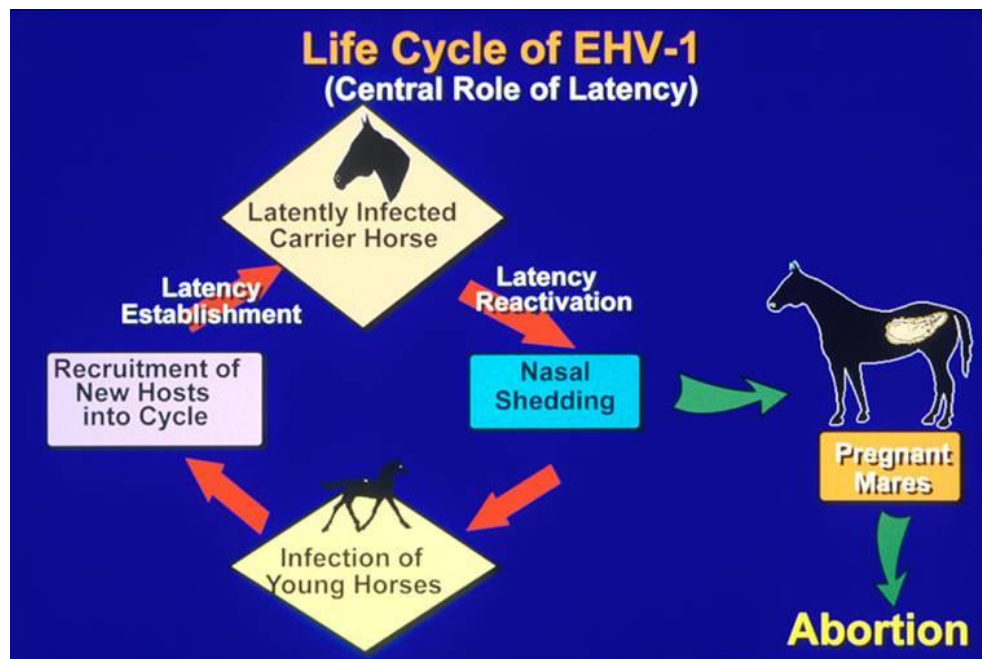 Life Cycle of EHV-1
(Central Role of Latency)
Latently Infected
Carrier Horse
Latency
Establishment
Latency
Reactivation
Recruitment of
New Hosts
into Cycle
Nasal
Shedding
Pregnant
Mares
Infection of
Young Horses
Abortion